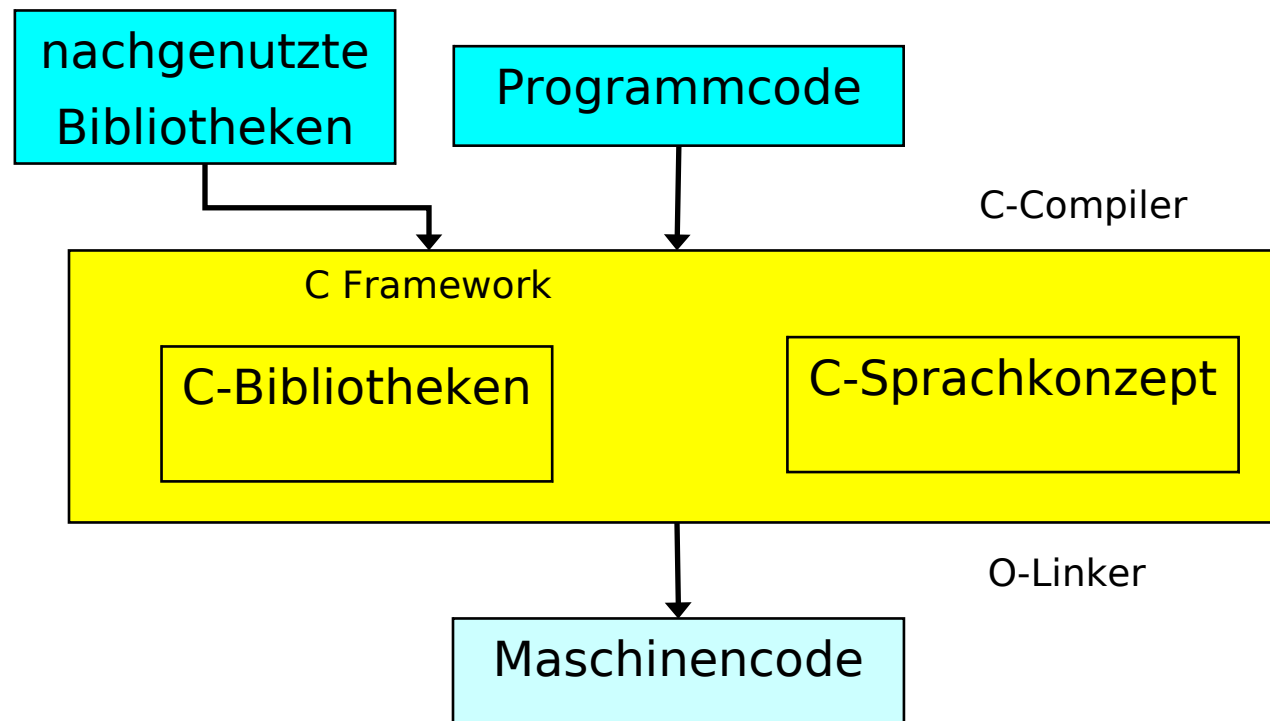 nachgenutzte
Bibliotheken
Programmcode
C-Compiler
C Framework
C-Bibliotheken
C-Sprachkonzept
O-Linker
Maschinencode